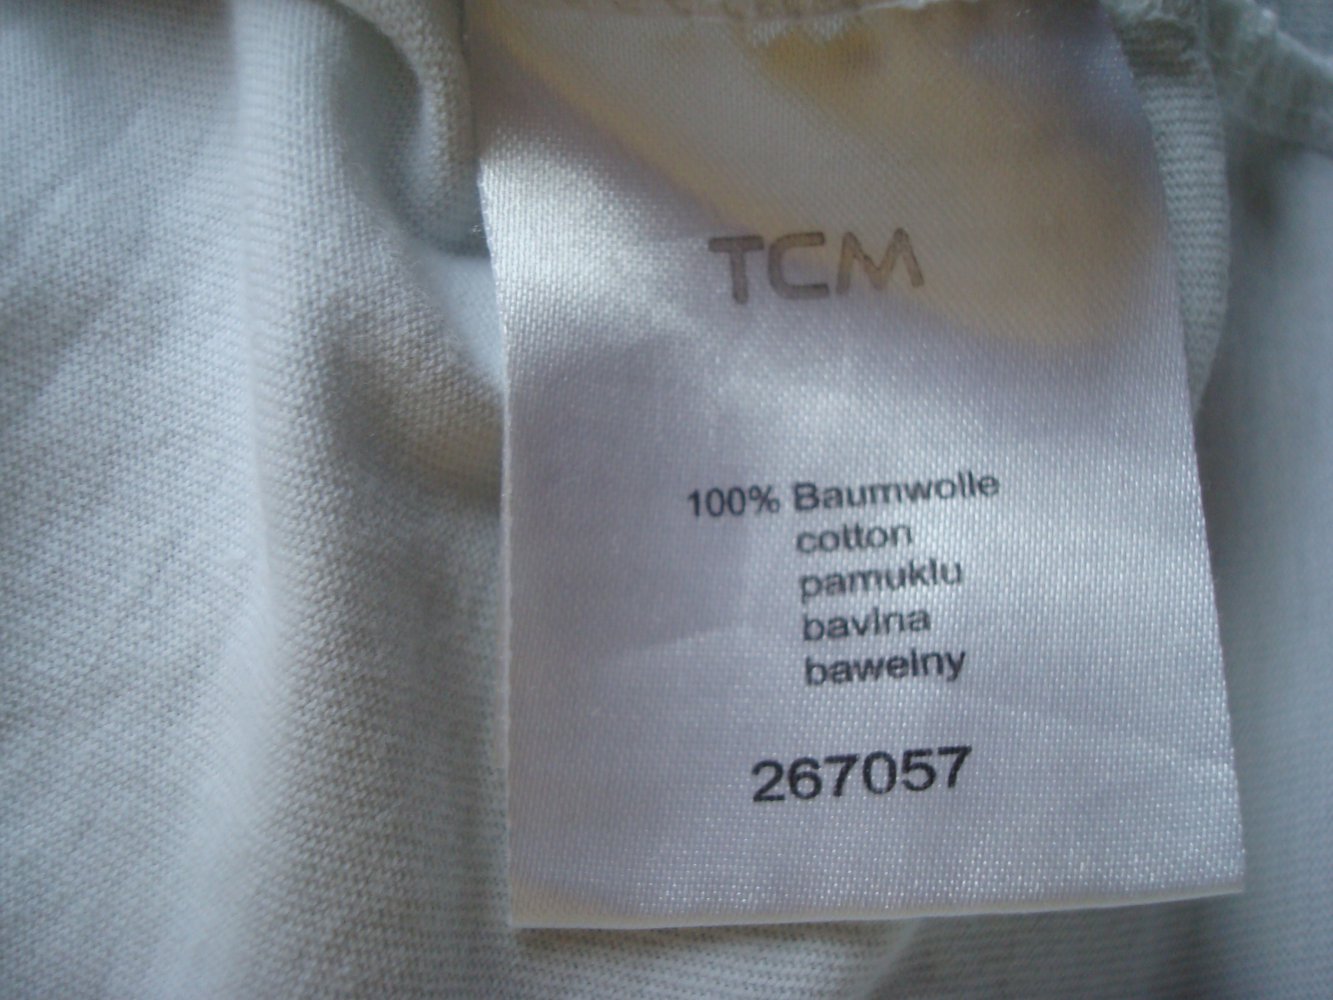 TCM
100% Baumwolle
cotton
pamuklu
bavlna
bawelny
267057